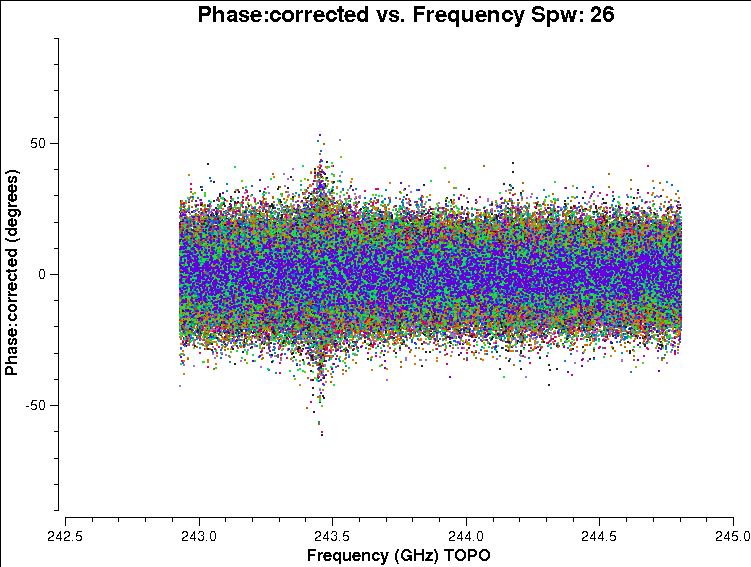 Phase:corrected vs. Frequency Spw: 26
Phase:corrected (degrees)
50
0
-50
242.5 243.0 243.5 244.0 244.5 245.0
Frequency (GHz) TOPO